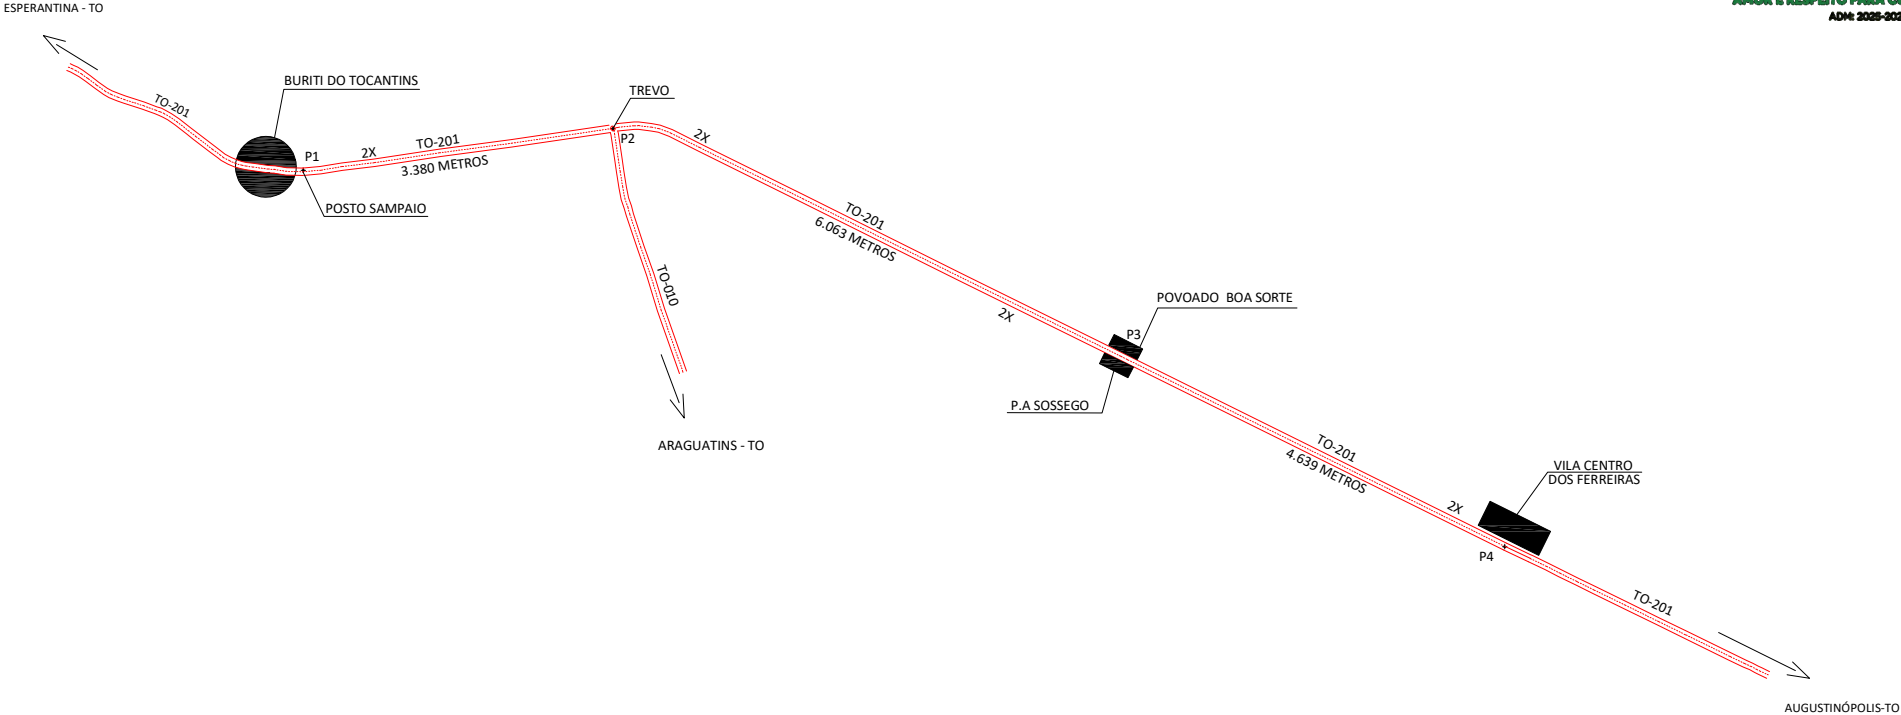 ESPERANTINA - TO
ADM: 2025-202
BURITI DO TOCANTINS
TREVO
TO-201
P1
2X
TO-201
3.380 METROS
P2
2X
POSTO SAMPAIO
TO-201
6.063 METROS
TO-010
2X
POVOADO BOA SORTE
P3
P.A SOSSEGO
ARAGUATINS - TO
TO-201
4.639 METROS
VILA CENTRO
DOS FERREIRAS
2X
P4
TO-201
AUGUSTINÓPOLIS-TO